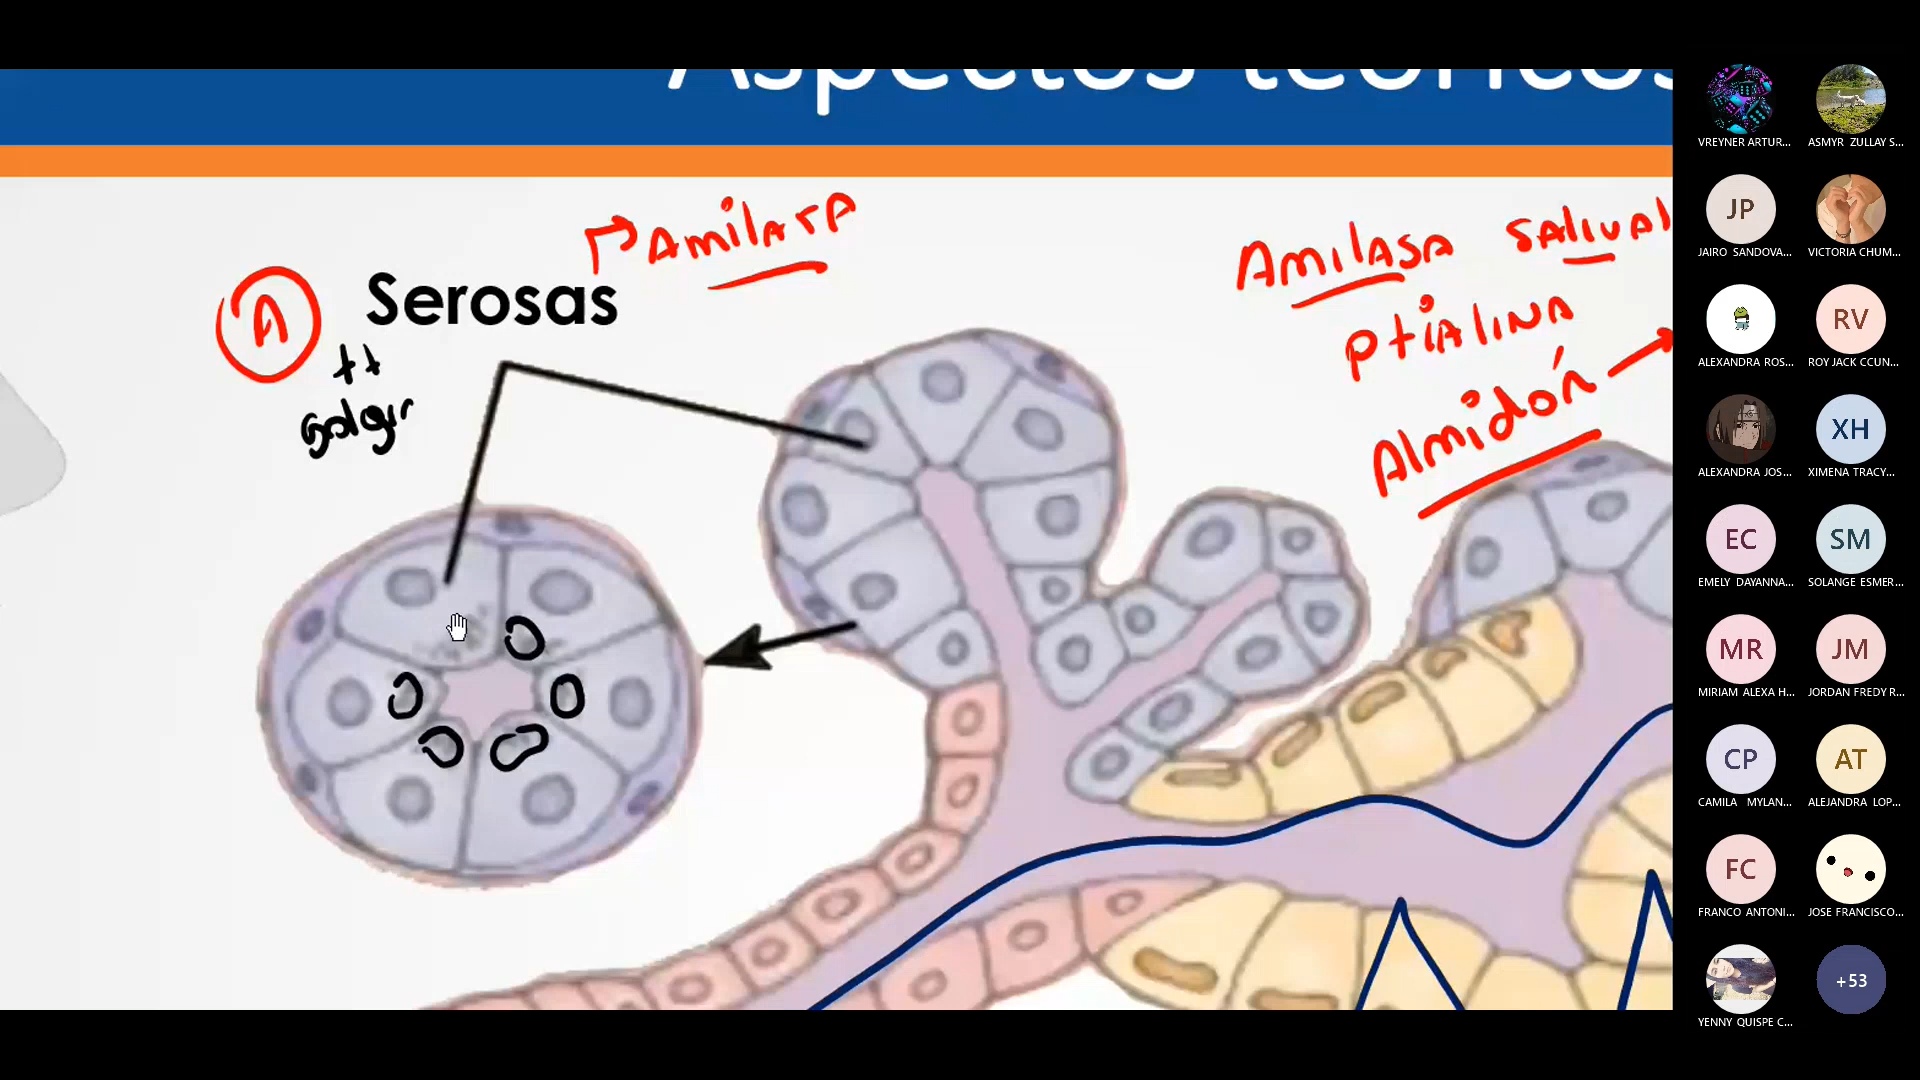 Aspectos teóricos
Amilasa
Serosas
A
++
Golgi
Amilasa salival
ptialina
Almidón
VREYNER ARTUR...
ASMYR ZULLAY S...
JP
JAIRO SANDOVA...
VICTORIA CHUM...
ALEXANDRA ROS...
RV
ROY JACK CCUN...
ALEXANDRA JOS...
XH
XIMENA TRACY...
EC
EMELY DAYANNA...
SM
SOLANGE ESMER...
MR
MIRIAM ALEXA H...
JM
JORDAN FREDY R...
CP
CAMILA MYLAN...
AT
ALEJANDRA LOP...
FC
FRANCO ANTONI...
JOSE FRANCISCO...
YENNY QUISPE C...
+53